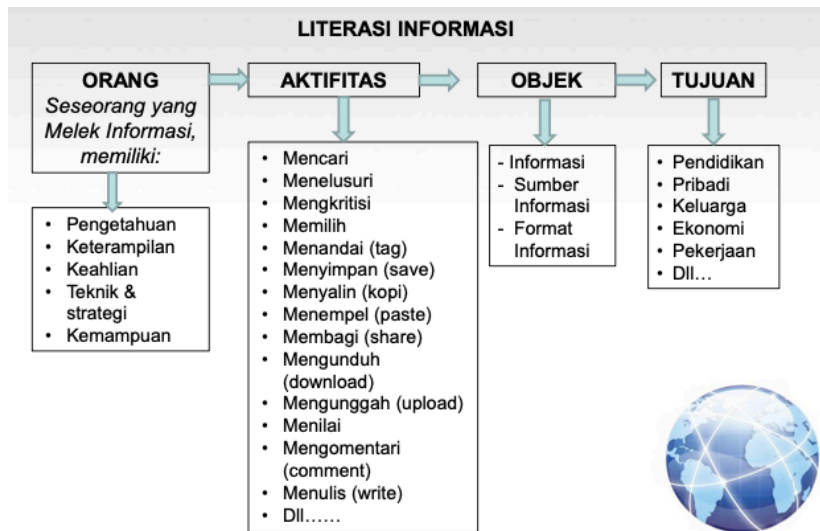 LITERASI INFORMASI
ORANG
Seseorang yang
Melek Informasi,
memiliki:
• Pengetahuan
• Keterampilan
• Keahlian
• Teknik &
strategi
• Kemampuan
AKTIFITAS
• Mencari
• Menelusuri
• Mengkritisi
• Memilih
• Menandai (tag)
• Menyimpan (save)
• Menyalin (kopi)
• Menempel (paste)
• Membagi (share)
• Mengunduh
(download)
• Mengunggah (upload)
• Menilai
• Mengomentari
(comment)
• Menulis (write)
• Dll......
OBJEK
- Informasi
- Sumber
Informasi
- Format
Informasi
TUJUAN
• Pendidikan
• Pribadi
• Keluarga
• Ekonomi
• Pekerjaan
• Dll...